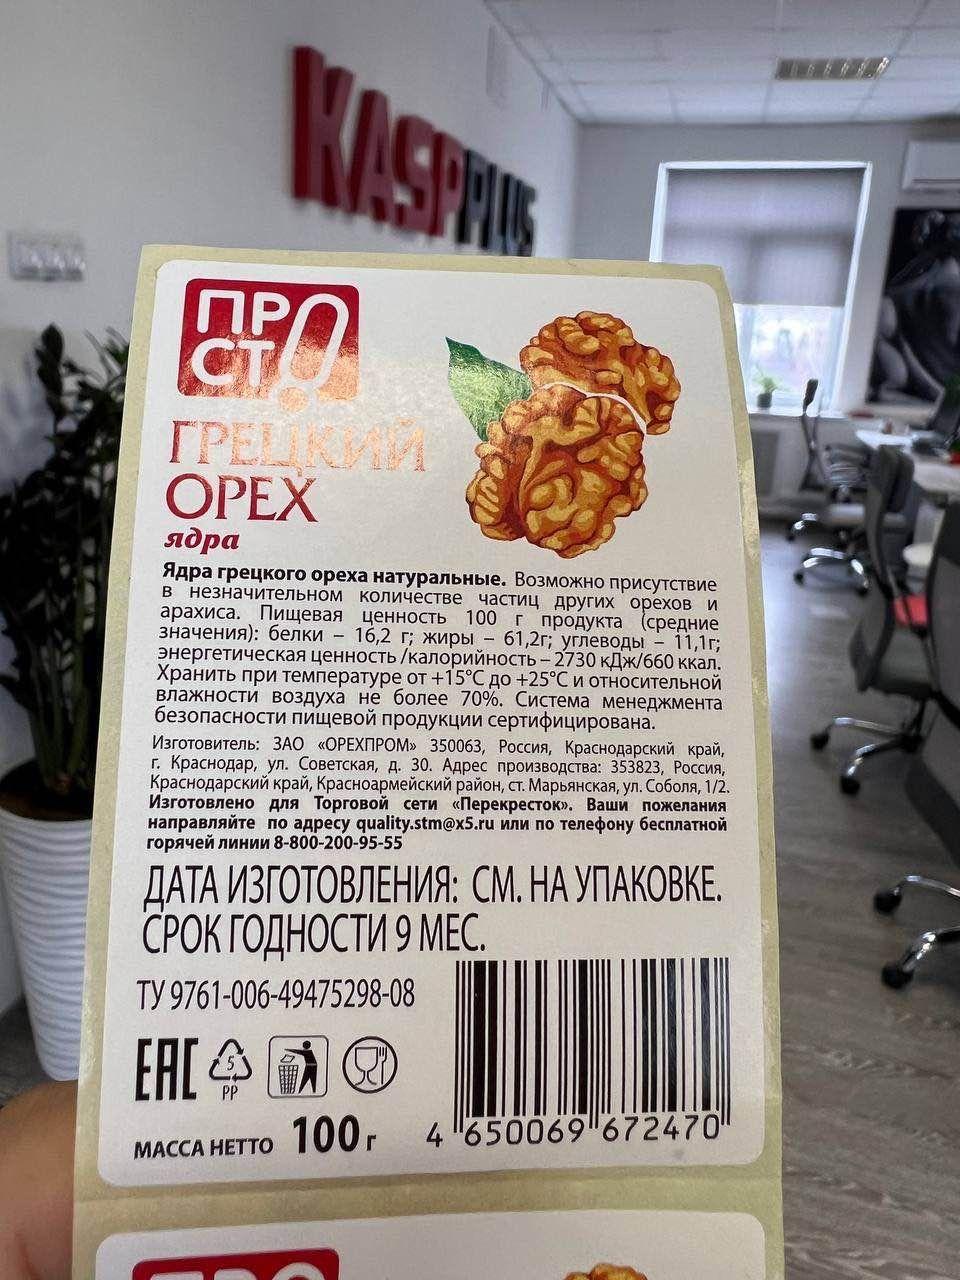 KASPPLUS
ПРОСТО
ГРЕЦКИЙ
ОРЕХ
ядра
Ядра грецкого ореха натуральные. Возможно присутствие
в незначительном количестве частиц других орехов и
арахиса. Пищевая ценность 100 г продукта (средние
значения): белки – 16,2 г; жиры – 61,2г; углеводы – 11,1г;
энергетическая ценность /калорийность – 2730 кДж/660 ккал.
Хранить при температуре от +15°С до +25°С и относительной
влажности воздуха не более 70%. Система менеджмента
безопасности пищевой продукции сертифицирована.
Изготовитель: ЗАО «ОРЕХПРОМ» 350063, Россия, Краснодарский край,
г. Краснодар, ул. Советская, д. 30. Адрес производства: 353823, Россия,
Краснодарский край, Красноармейский район, ст. Марьянская, ул. Соболя, 1/2.
Изготовлено для Торговой сети «Перекресток». Ваши пожелания
направляйте по адресу quality.stm@x5.ru или по телефону бесплатной
горячей линии 8-800-200-95-55
ДАТА ИЗГОТОВЛЕНИЯ: СМ. НА УПАКОВКЕ.
СРОК ГОДНОСТИ 9 МЕС.
ТУ 9761-006-49475298-08
EAC 5 PP
МАССА НЕТТО 100 г
4 650069 672470